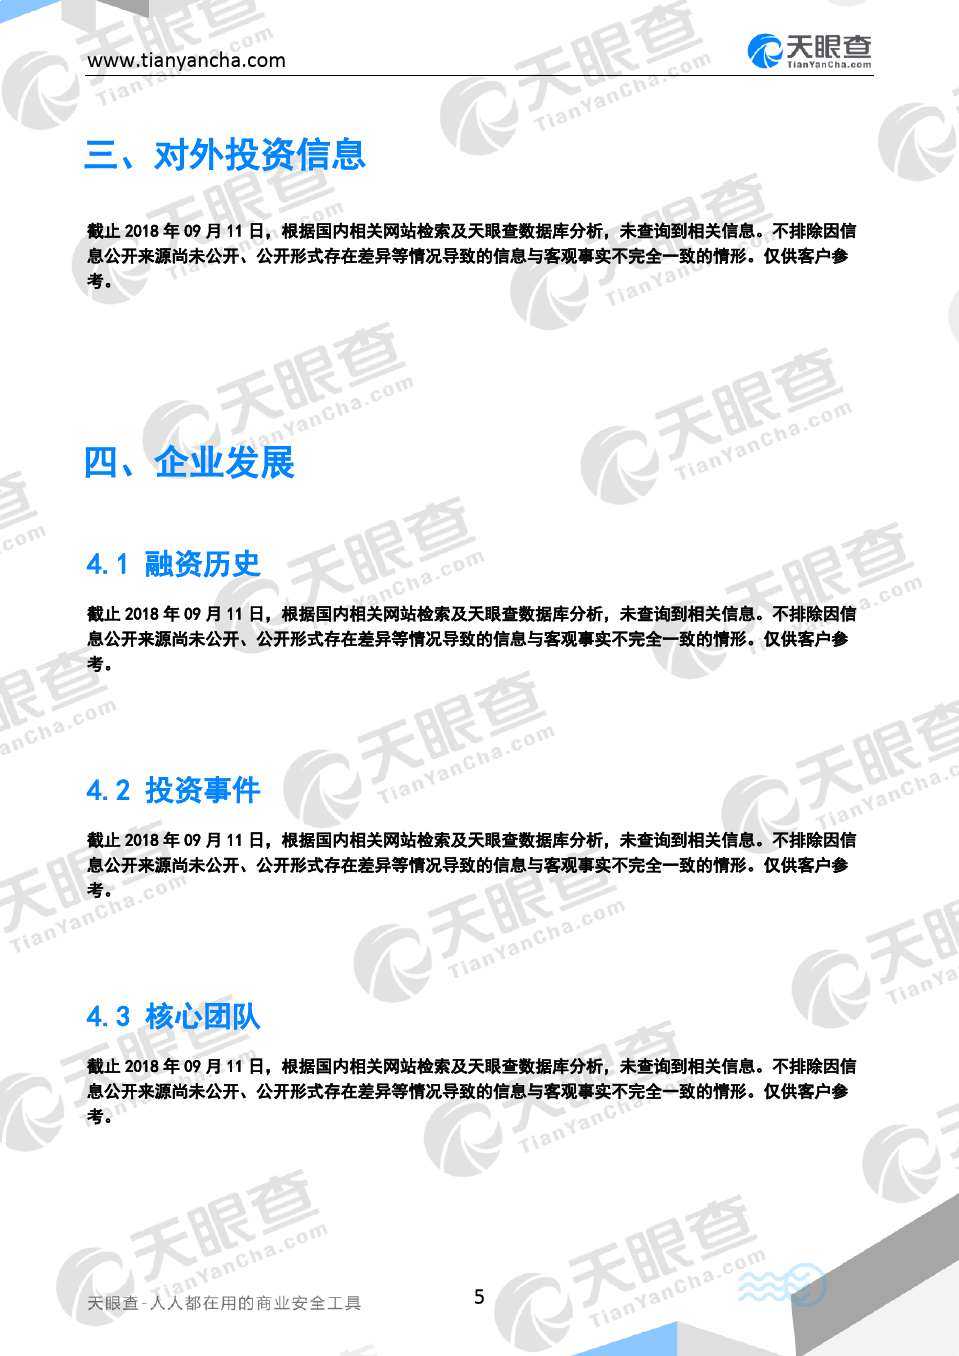 www.tianyancha.com
天眼查
TianYanCha.com
三、对外投资信息
截止 2018 年 09 月 11 日，根据国内相关网站检索及天眼查数据库分析，未查询到相关信息。不排除因信
息公开来源尚未公开、公开形式存在差异等情况导致的信息与客观事实不完全一致的情形。仅供客户参
考。
四、企业发展
4.1 融资历史
截止 2018 年 09 月 11 日，根据国内相关网站检索及天眼查数据库分析，未查询到相关信息。不排除因信
息公开来源尚未公开、公开形式存在差异等情况导致的信息与客观事实不完全一致的情形。仅供客户参
考。
4.2 投资事件
截止 2018 年 09 月 11 日，根据国内相关网站检索及天眼查数据库分析，未查询到相关信息。不排除因信
息公开来源尚未公开、公开形式存在差异等情况导致的信息与客观事实不完全一致的情形。仅供客户参
考。
4.3 核心团队
截止 2018 年 09 月 11 日，根据国内相关网站检索及天眼查数据库分析，未查询到相关信息。不排除因信
息公开来源尚未公开、公开形式存在差异等情况导致的信息与客观事实不完全一致的情形。仅供客户参
考。
天眼查-人人都在用的商业安全工具
5